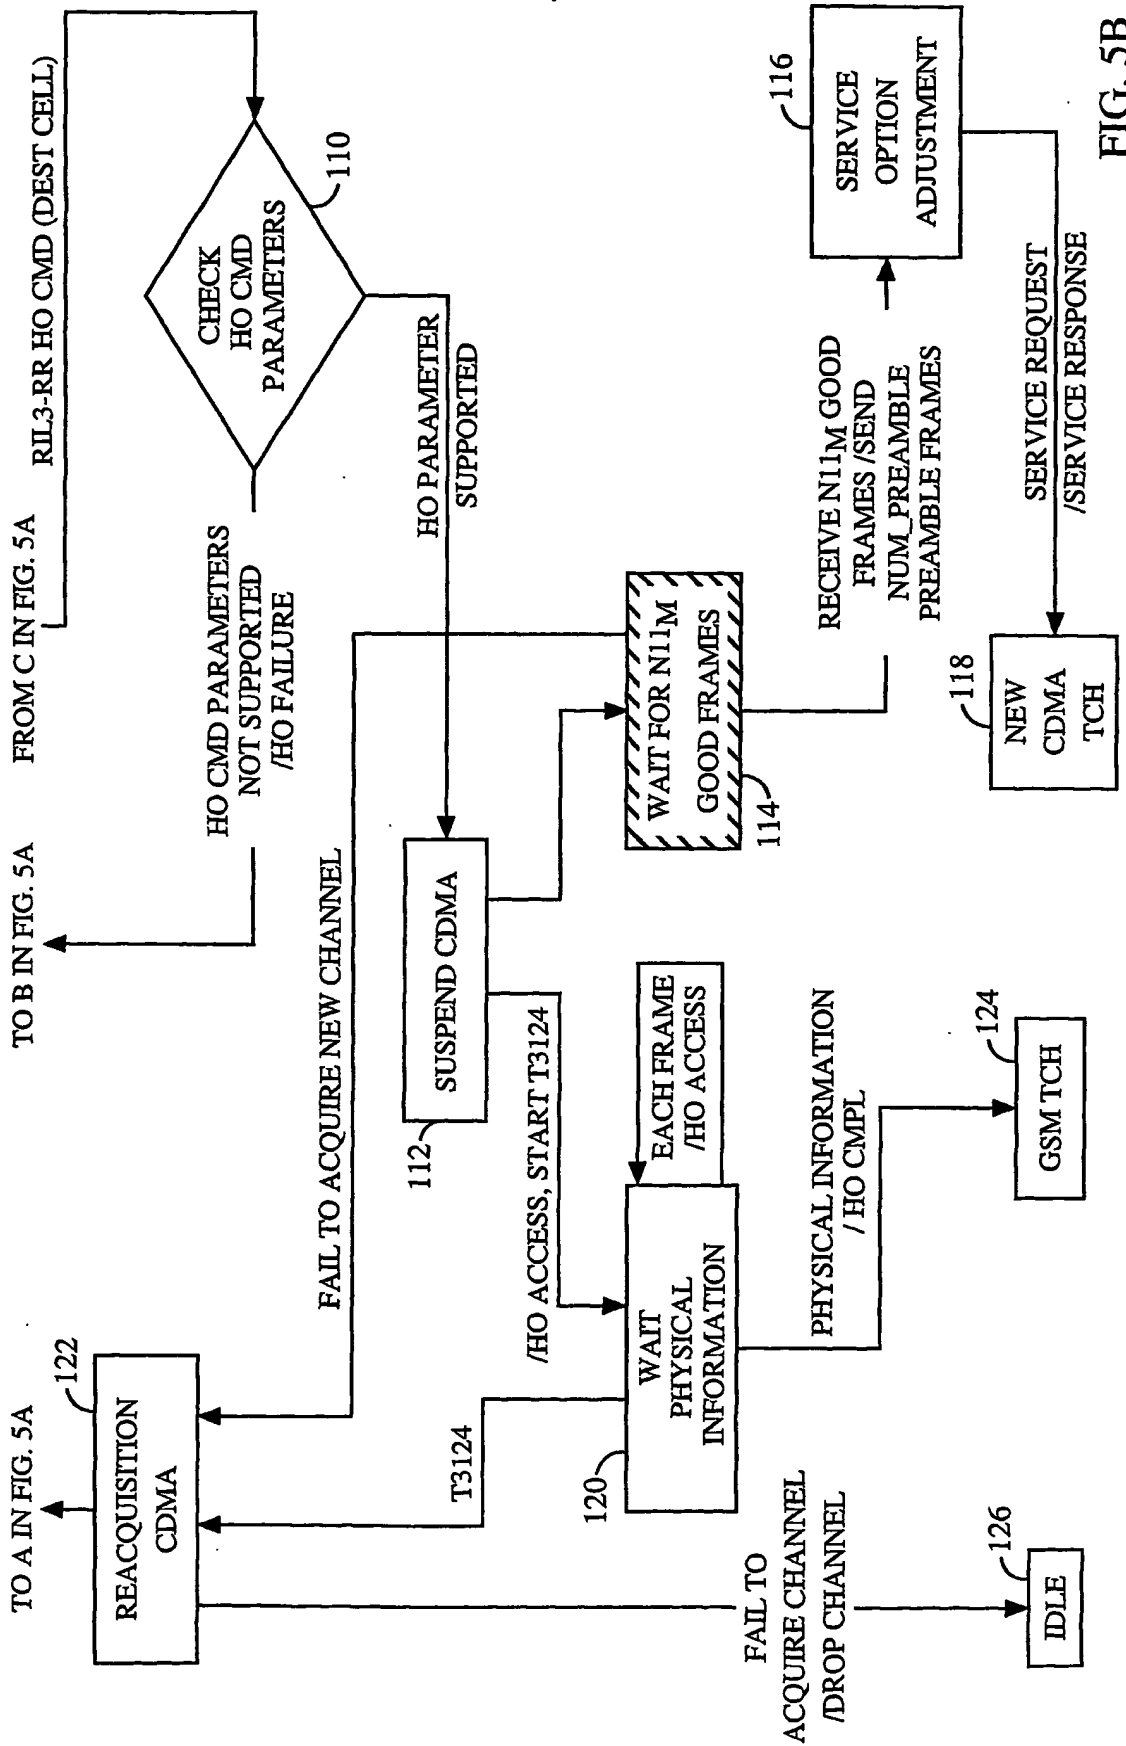 TO A IN FIG. 5A
TO B IN FIG. 5A
FROM C IN FIG. 5A
RIL3-RR HO CMD (DEST CELL)
122
REACQUISITION
CDMA
HO CMD PARAMETERS
NOT SUPPORTED
/HO FAILURE
CHECK
HO CMD
PARAMETERS
110
FAIL TO ACQUIRE NEW CHANNEL
HO PARAMETER
SUPPORTED
112
SUSPEND CDMA
T3124
/HO ACCESS, START T3124
120
WAIT
PHYSICAL
INFORMATION
EACH FRAME
/HO ACCESS
WAIT FOR N11M
GOOD FRAMES
114
FAIL TO
ACQUIRE CHANNEL
/DROP CHANNEL
PHYSICAL INFORMATION
/ HO CMPL
RECEIVE N11M GOOD
FRAMES /SEND
NUM_PREAMBLE
PREAMBLE FRAMES
116
SERVICE
OPTION
ADJUSTMENT
126
IDLE
124
GSM TCH
118
NEW
CDMA
TCH
SERVICE REQUEST
/SERVICE RESPONSE
FIG. 5B